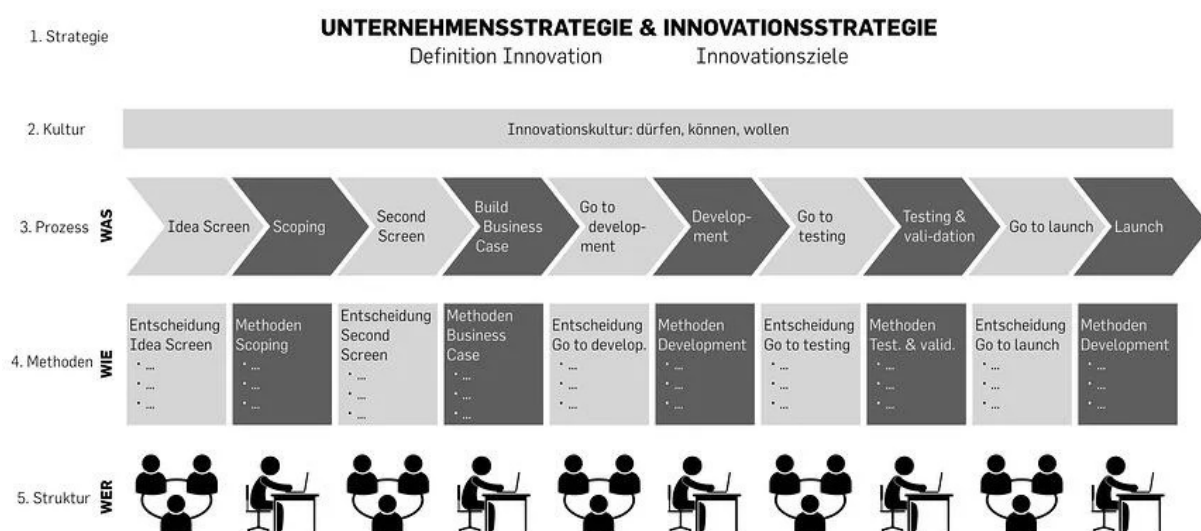 1. Strategie
UNTERNEHMENSSTRATEGIE & INNOVATIONSSTRATEGIE
Definition Innovation Innovationsziele
2. Kultur
Innovationskultur: dürfen, können, wollen
3. Prozess
WAS
Idea Screen
Scoping
Second
Screen
Build
Business
Case
Go to
develop-
ment
Develop-
ment
Go to
testing
Testing &
vali-dation
Go to launch
Launch
4. Methoden
WIE
Entscheidung
Idea Screen
• ...
• ...
• ...
Methoden
Scoping
• ...
• ...
• ...
Entscheidung
Second
Screen
• ...
• ...
• ...
Methoden
Business
Case
• ...
• ...
• ...
Entscheidung
Go to develop.
• ...
• ...
• ...
Methoden
Development
• ...
• ...
• ...
Entscheidung
Go to testing
• ...
• ...
• ...
Methoden
Test. & valid.
• ...
• ...
• ...
Entscheidung
Go to launch
• ...
• ...
• ...
Methoden
Development
• ...
• ...
• ...
5. Struktur
WER